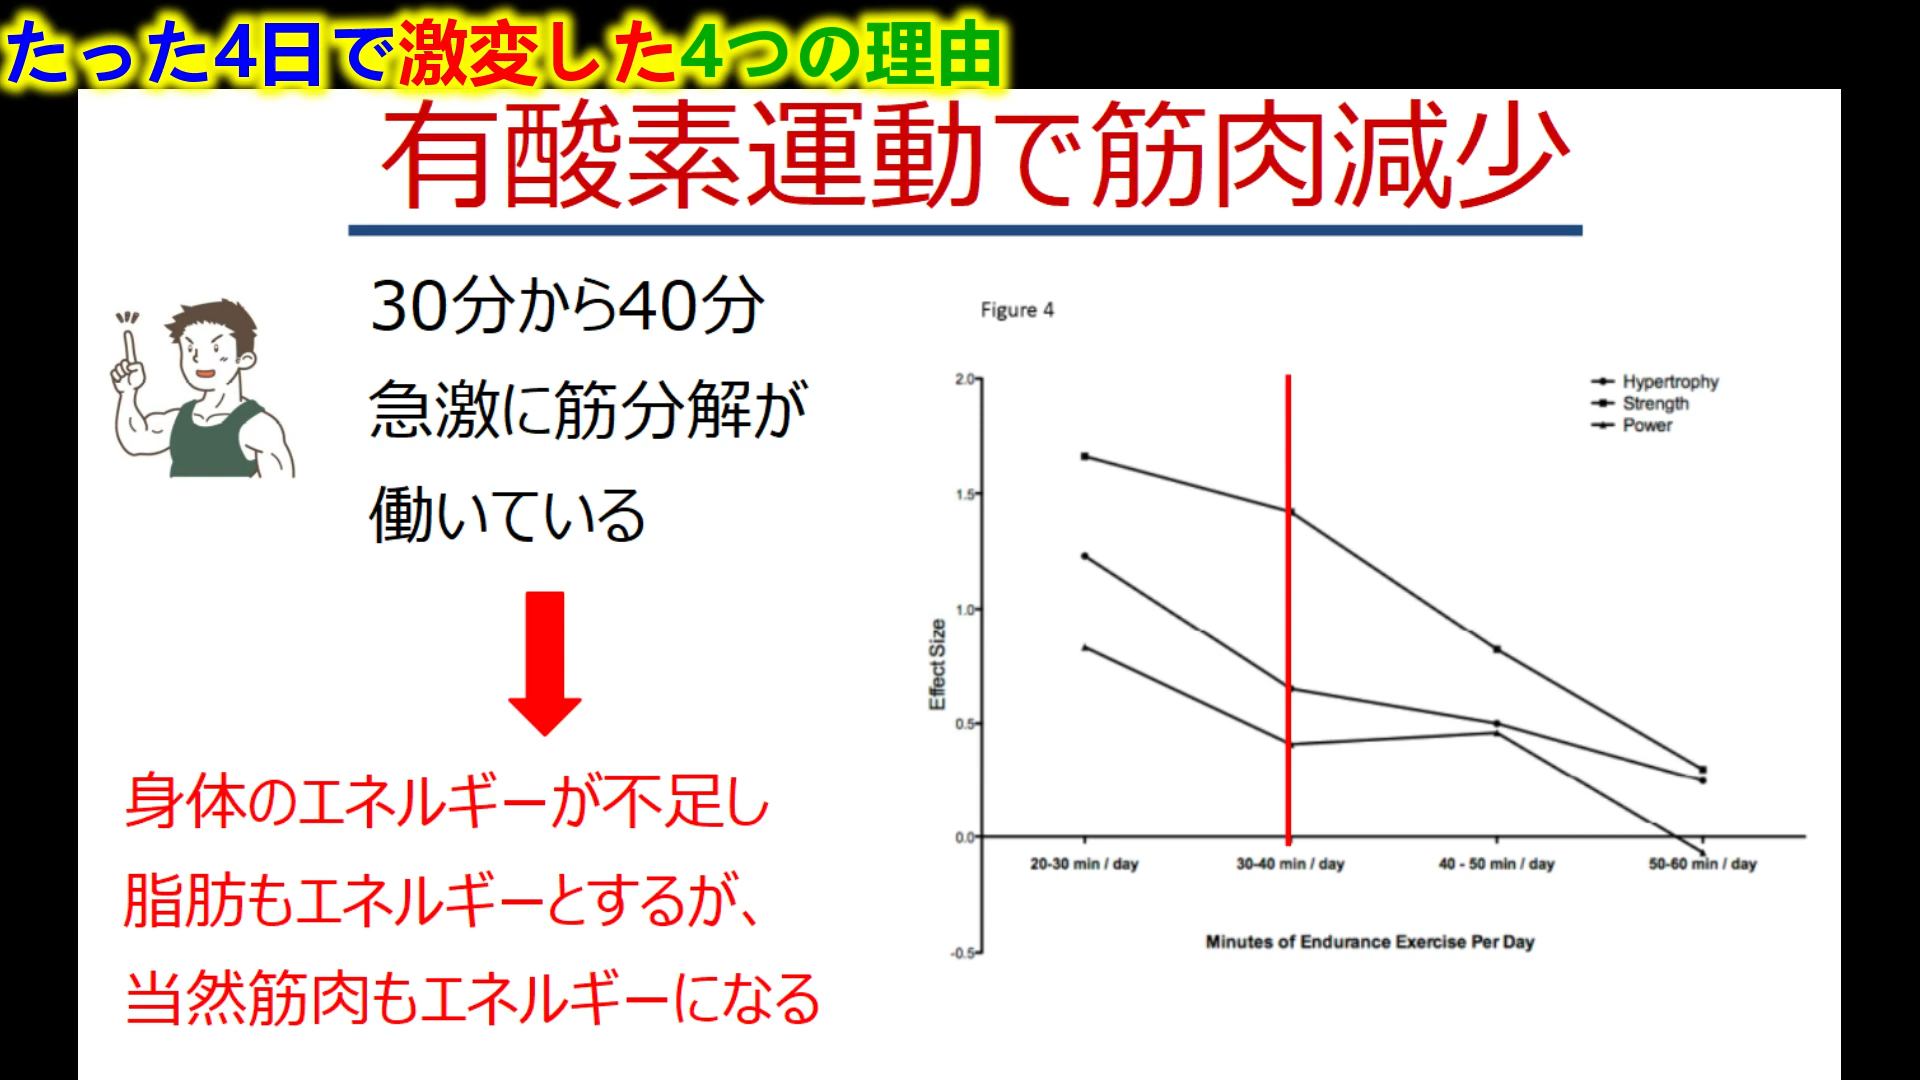 たった4日で激変した4つの理由
有酸素運動で筋肉減少
30分から40分
急激に筋分解が
働いている
身体のエネルギーが不足し
脂肪もエネルギーとするが、
当然筋肉もエネルギーになる
Figure 4
Hypertrophy
Strength
Power
Effect Size
2.0
1.5
1.0
0.5
0.0
-0.5
20-30 min / day
30-40 min / day
40 - 50 min / day
50-60 min / day
Minutes of Endurance Exercise Per Day